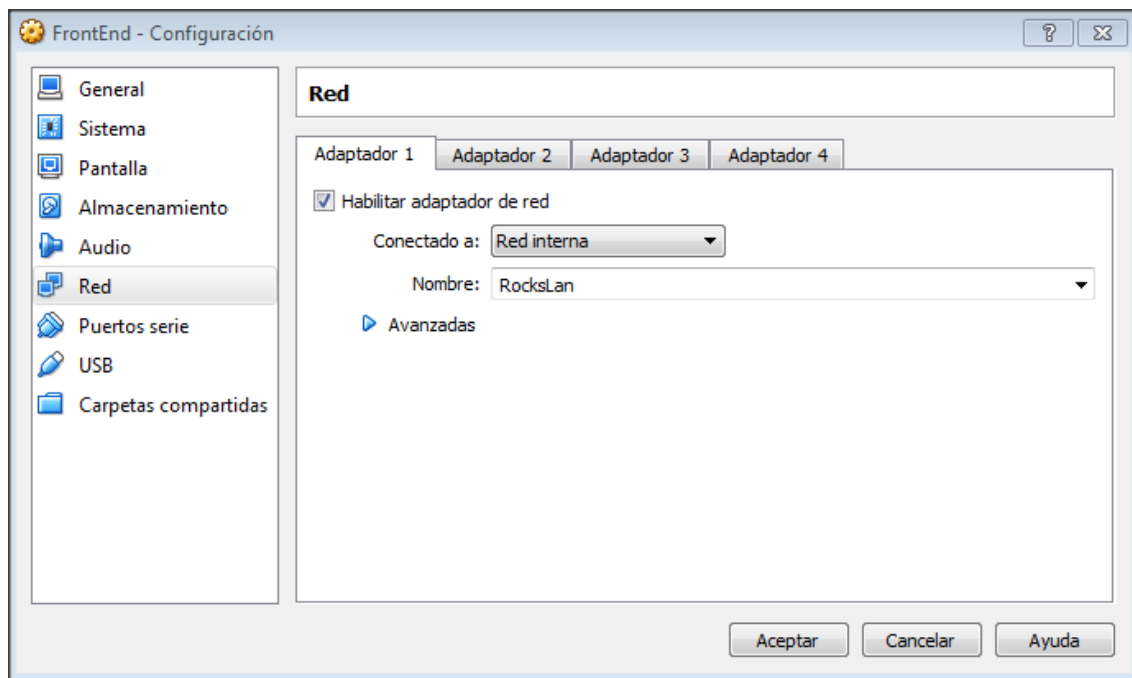 FrontEnd - Configuración
General
Sistema
Pantalla
Almacenamiento
Audio
Red
Puertos serie
USB
Carpetas compartidas
Red
Adaptador 1 Adaptador 2 Adaptador 3 Adaptador 4
Habilitar adaptador de red
Conectado a: Red interna
Nombre: RocksLan
Avanzadas
Aceptar Cancelar Ayuda